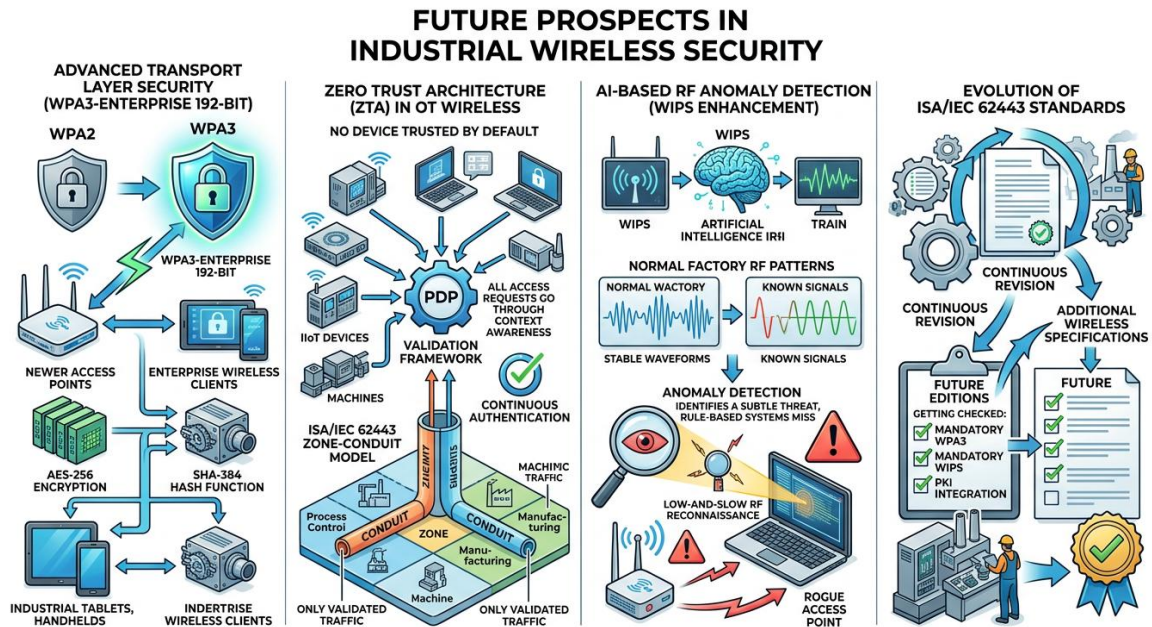 FUTURE PROSPECTS IN
INDUSTRIAL WIRELESS SECURITY
ADVANCED TRANSPORT
LAYER SECURITY
(WPA3-ENTERPRISE 192-BIT)
WPA2
WPA3
WPA3-ENTERPRISE
192-BIT
NEWER ACCESS
POINTS
ENTERPRISE WIRELESS
CLIENTS
AES-256
ENCRYPTION
SHA-384
HASH FUNCTION
INDUSTRIAL TABLETS,
HANDHELDS
INDERTRISE
WIRELESS CLIENTS
ZERO TRUST ARCHITECTURE
(ZTA) IN OT WIRELESS
NO DEVICE TRUSTED BY DEFAULT
PDP
ALL ACCESS
REQUESTS GO
THROUGH
CONTEXT
AWARENESS
IIoT DEVICES
VALIDATION
FRAMEWORK
MACHINES
CONTINUOUS
AUTHENTICATION
ISA/IEC 62443
ZONE-CONDUIT
MODEL
MACHIMIC
TRAFFIC
Process
Control
CONDUIT
ZONE
CONDUIT
Manufac-
turing
Manu-
facturing
Machine
ONLY VALIDATED
TRAFFIC
ONLY VALIDATED
TRAFFIC
AI-BASED RF ANOMALY DETECTION
(WIPS ENHANCEMENT)
WIPS
WIPS
ARTIFICIAL
INTELLIGENCE
TRAIN
NORMAL FACTORY RF PATTERNS
NORMAL WACTORY
KNOWN SIGNALS
STABLE WAVEFORMS
KNOWN SIGNALS
ANOMALY DETECTION
IDENTIFIES A SUBTLE THREAT,
RULE-BASED SYSTEMS MISS
LOW-AND-SLOW RF
RECONNAISSANCE
ROGUE
ACCESS
POINT
EVOLUTION OF
ISA/IEC 62443 STANDARDS
CONTINUOUS
REVISION
CONTINUOUS
REVISION
ADDITIONAL
WIRELESS
SPECIFICATIONS
FUTURE
EDITIONS
GETTING CHECKED:
MANDATORY
WPA3
MANDATORY
WIPS
PKI
INTEGRATION
FUTURE